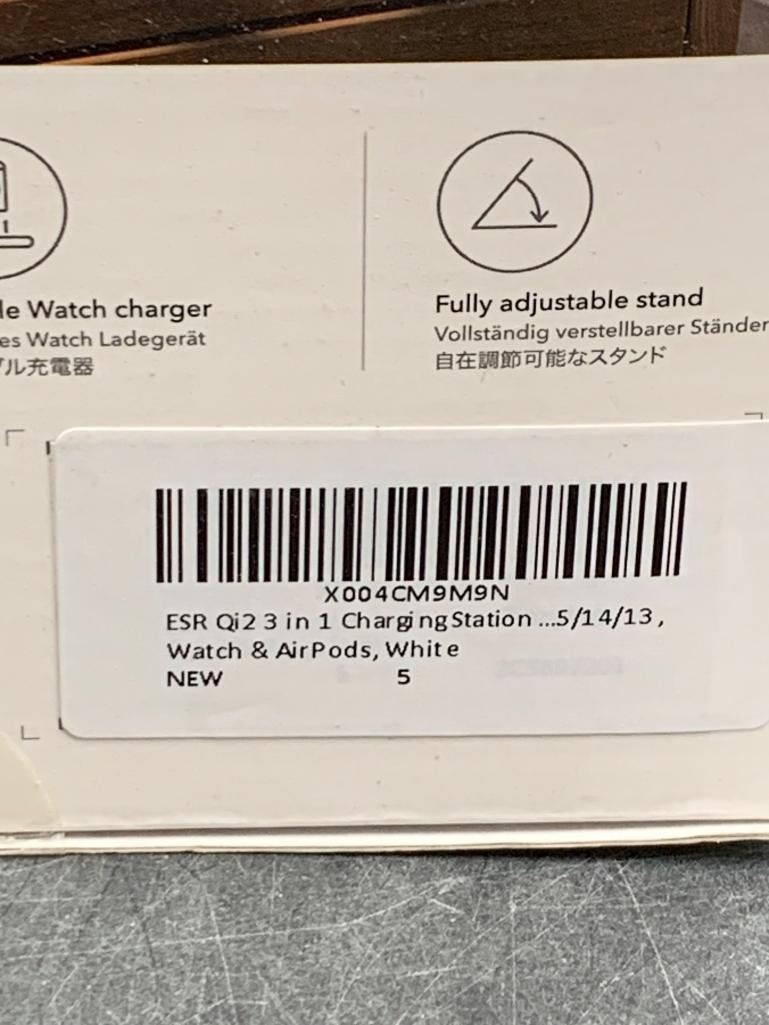 le Watch charger
es Watch Ladegerät
ブル充電器
Fully adjustable stand
Vollständig verstellbarer Ständer
自在調節可能なスタンド
X004CM9M9N
ESR Qi2 3 in 1 Charging Station ...5/14/13,
Watch & AirPods, White
NEW 5